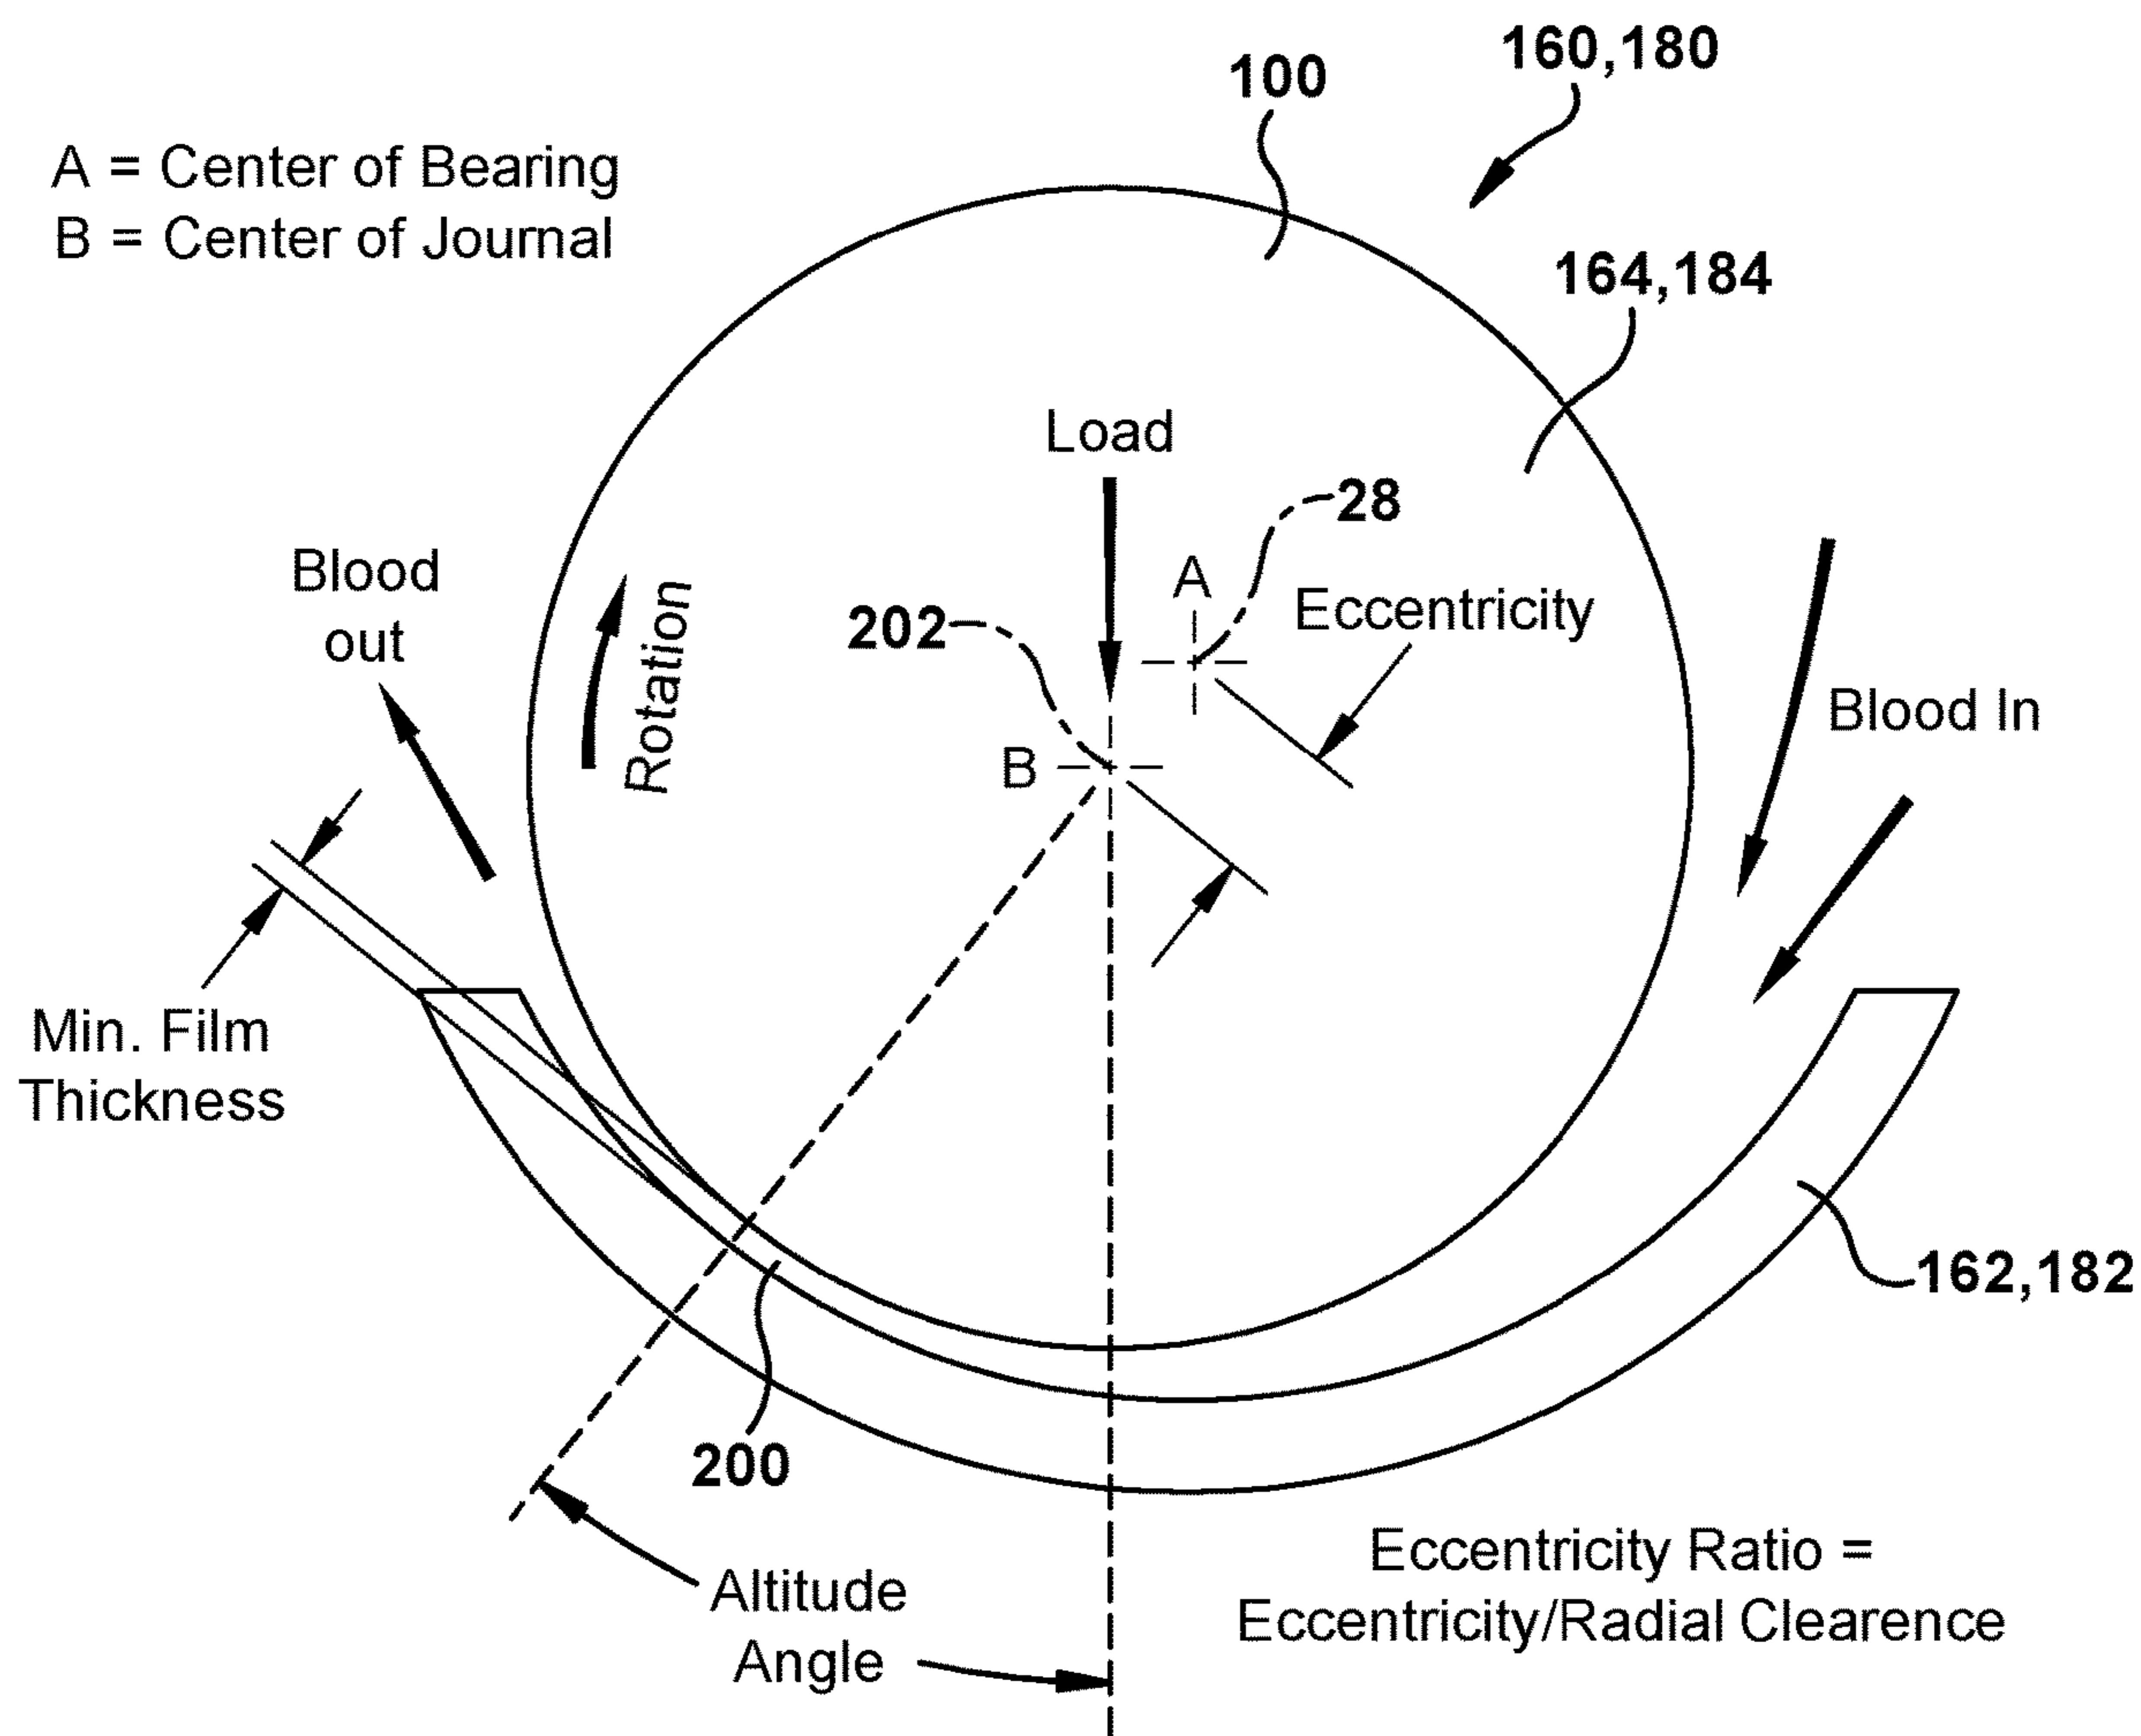 160,180
100
A = Center of Bearing
B = Center of Journal
164,184
Load
28
Blood
out
A
Eccentricity
202
Rotation
Blood In
B
Min. Film
Thickness
162,182
200
Altitude
Angle
Eccentricity Ratio =
Eccentricity/Radial Clearence